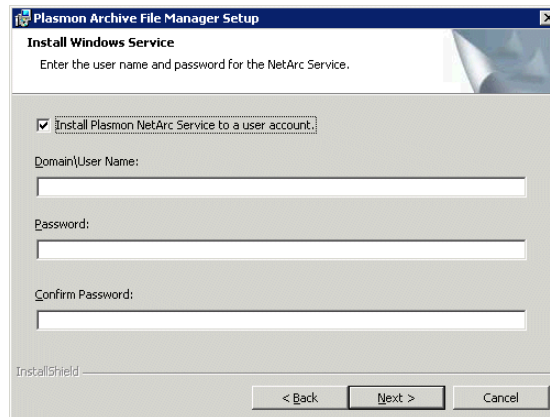 Plasmon Archive File Manager Setup
Install Windows Service
Enter the user name and password for the NetArc Service.
Install Plasmon NetArc Service to a user account.
Domain\User Name:
Password:
Confirm Password:
InstallShield
< Back
Next >
Cancel